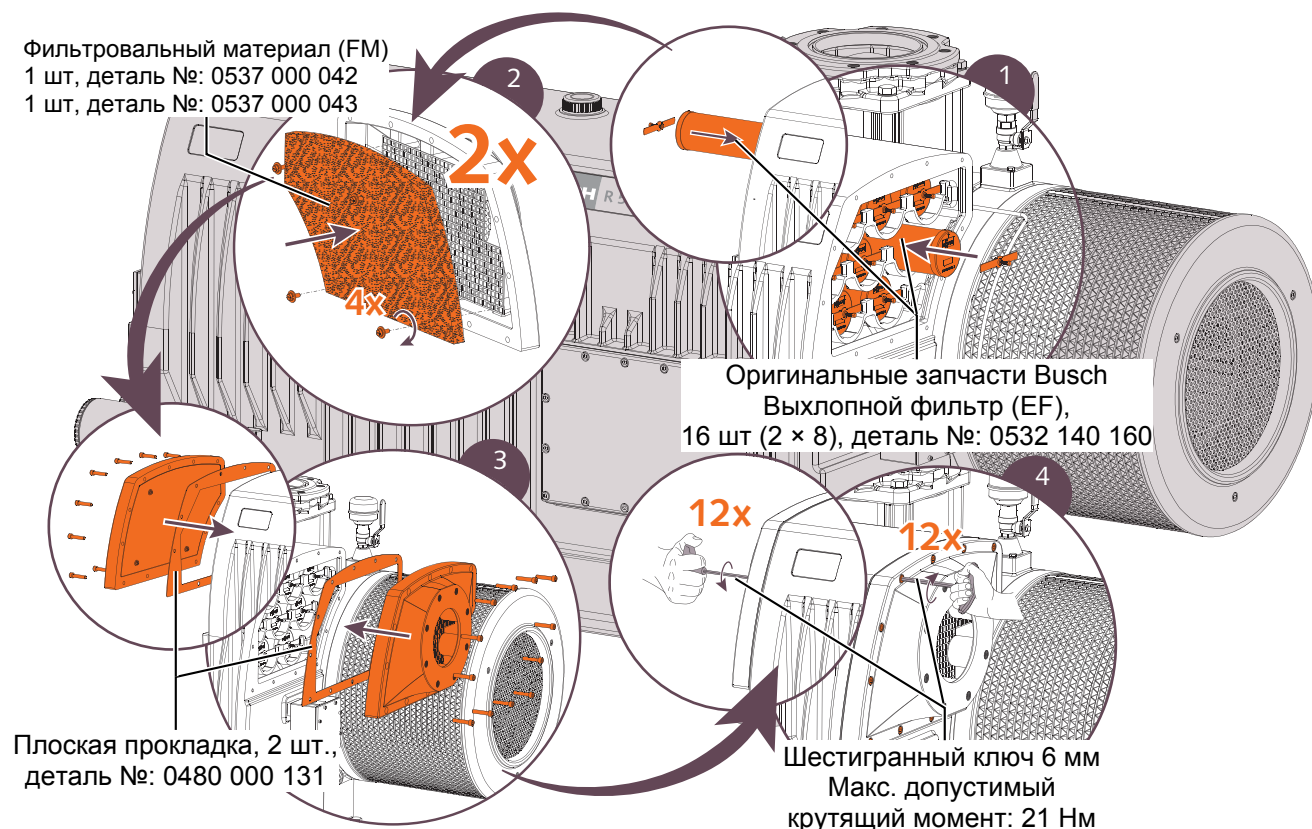 Фильтровальный материал (FM)
1 шт, деталь №: 0537 000 042
1 шт, деталь №: 0537 000 043
2
2x
4x
1
H R 5
Оригинальные запчасти Busch
Выхлопной фильтр (EF),
16 шт (2 × 8), деталь №: 0532 140 160
3
Плоская прокладка, 2 шт.,
деталь №: 0480 000 131
4
12x
12x
Шестигранный ключ 6 мм
Макс. допустимый
крутящий момент: 21 Нм